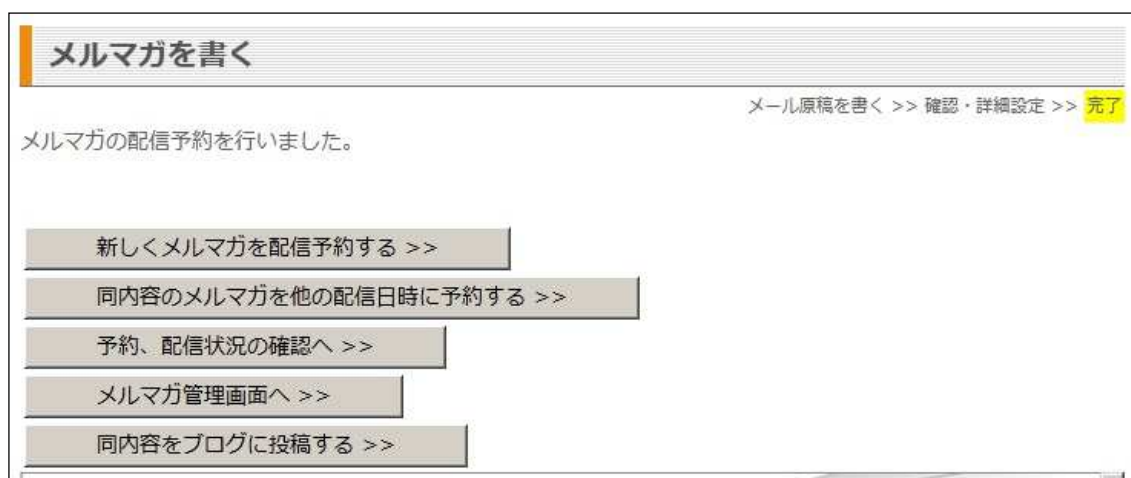 メルマガを書く
メール原稿を書く >> 確認・詳細設定 >> 完了
メルマガの配信予約を行いました。
新しくメルマガを配信予約する >>
同内容のメルマガを他の配信日時に予約する >>
予約、配信状況の確認へ >>
メルマガ管理画面へ >>
同内容をブログに投稿する >>